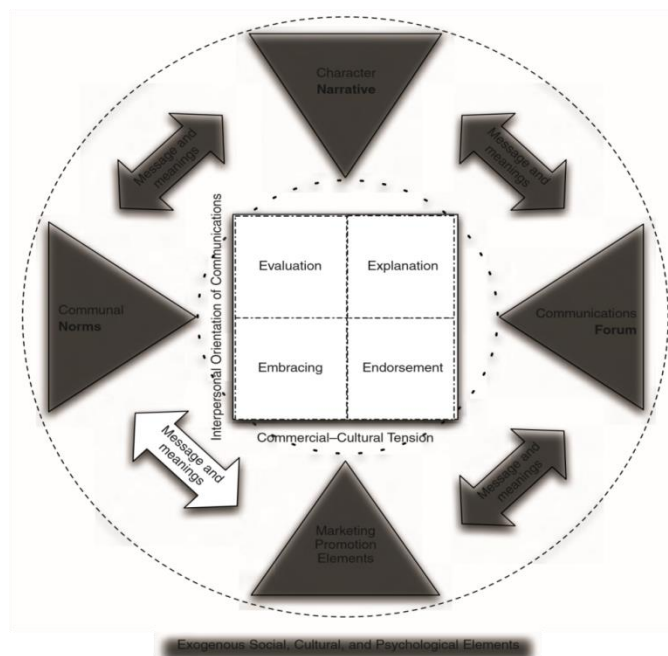 Character
Narrative
Message and
meanings
Message and
meanings
Interpersonal Orientation of Communications
Evaluation
Explanation
Communal
Norms
Communications
Forum
Embracing
Endorsement
Commercial–Cultural Tension
Message and
meanings
Message and
meanings
Marketing
Promotion
Elements
Exogenous Social, Cultural, and Psychological Elements